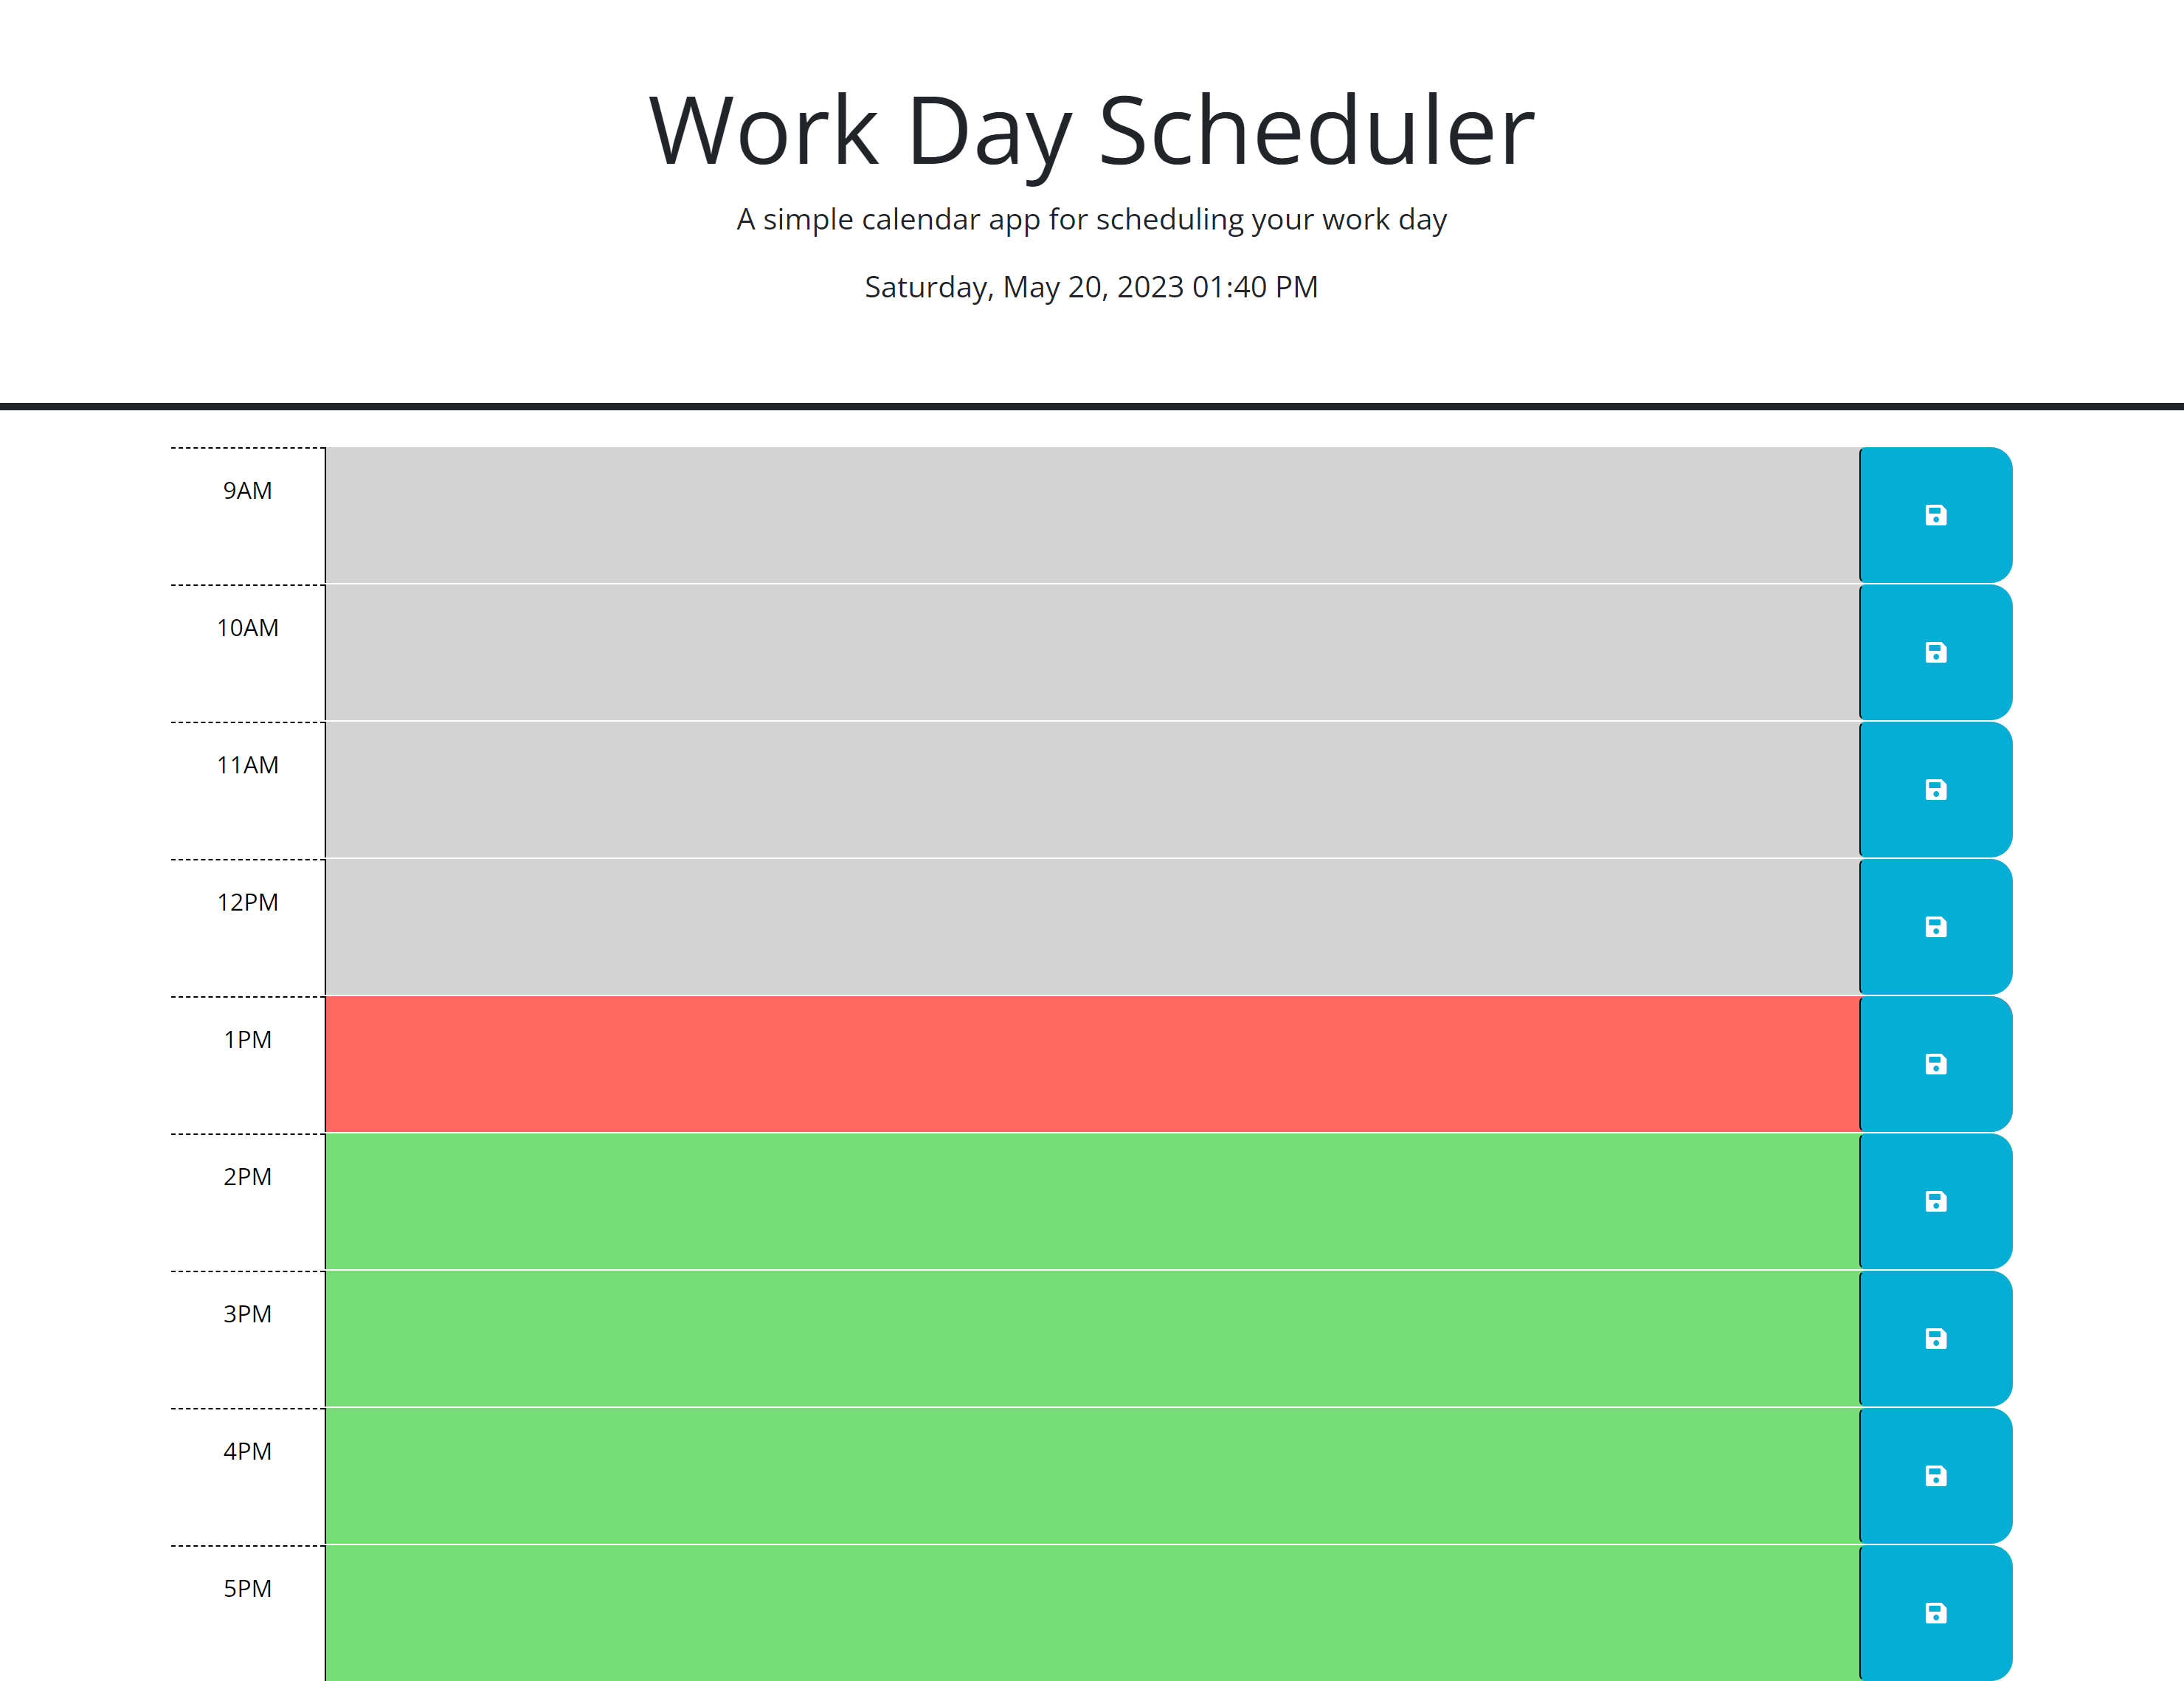 Work Day Scheduler
A simple calendar app for scheduling your work day
Saturday, May 20, 2023 01:40 PM
9AM
10AM
11AM
12PM
1PM
2PM
3PM
4PM
5PM